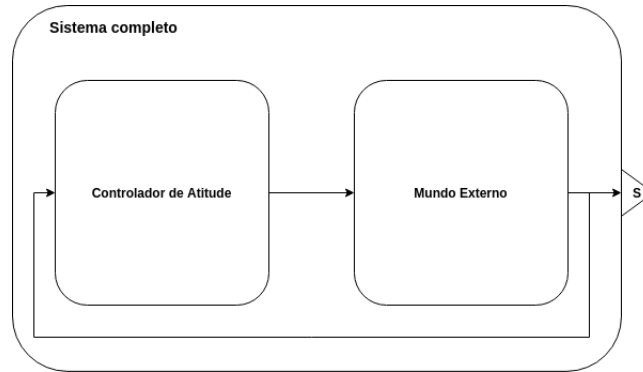 Sistema completo
Controlador de Atitude
Mundo Externo
S